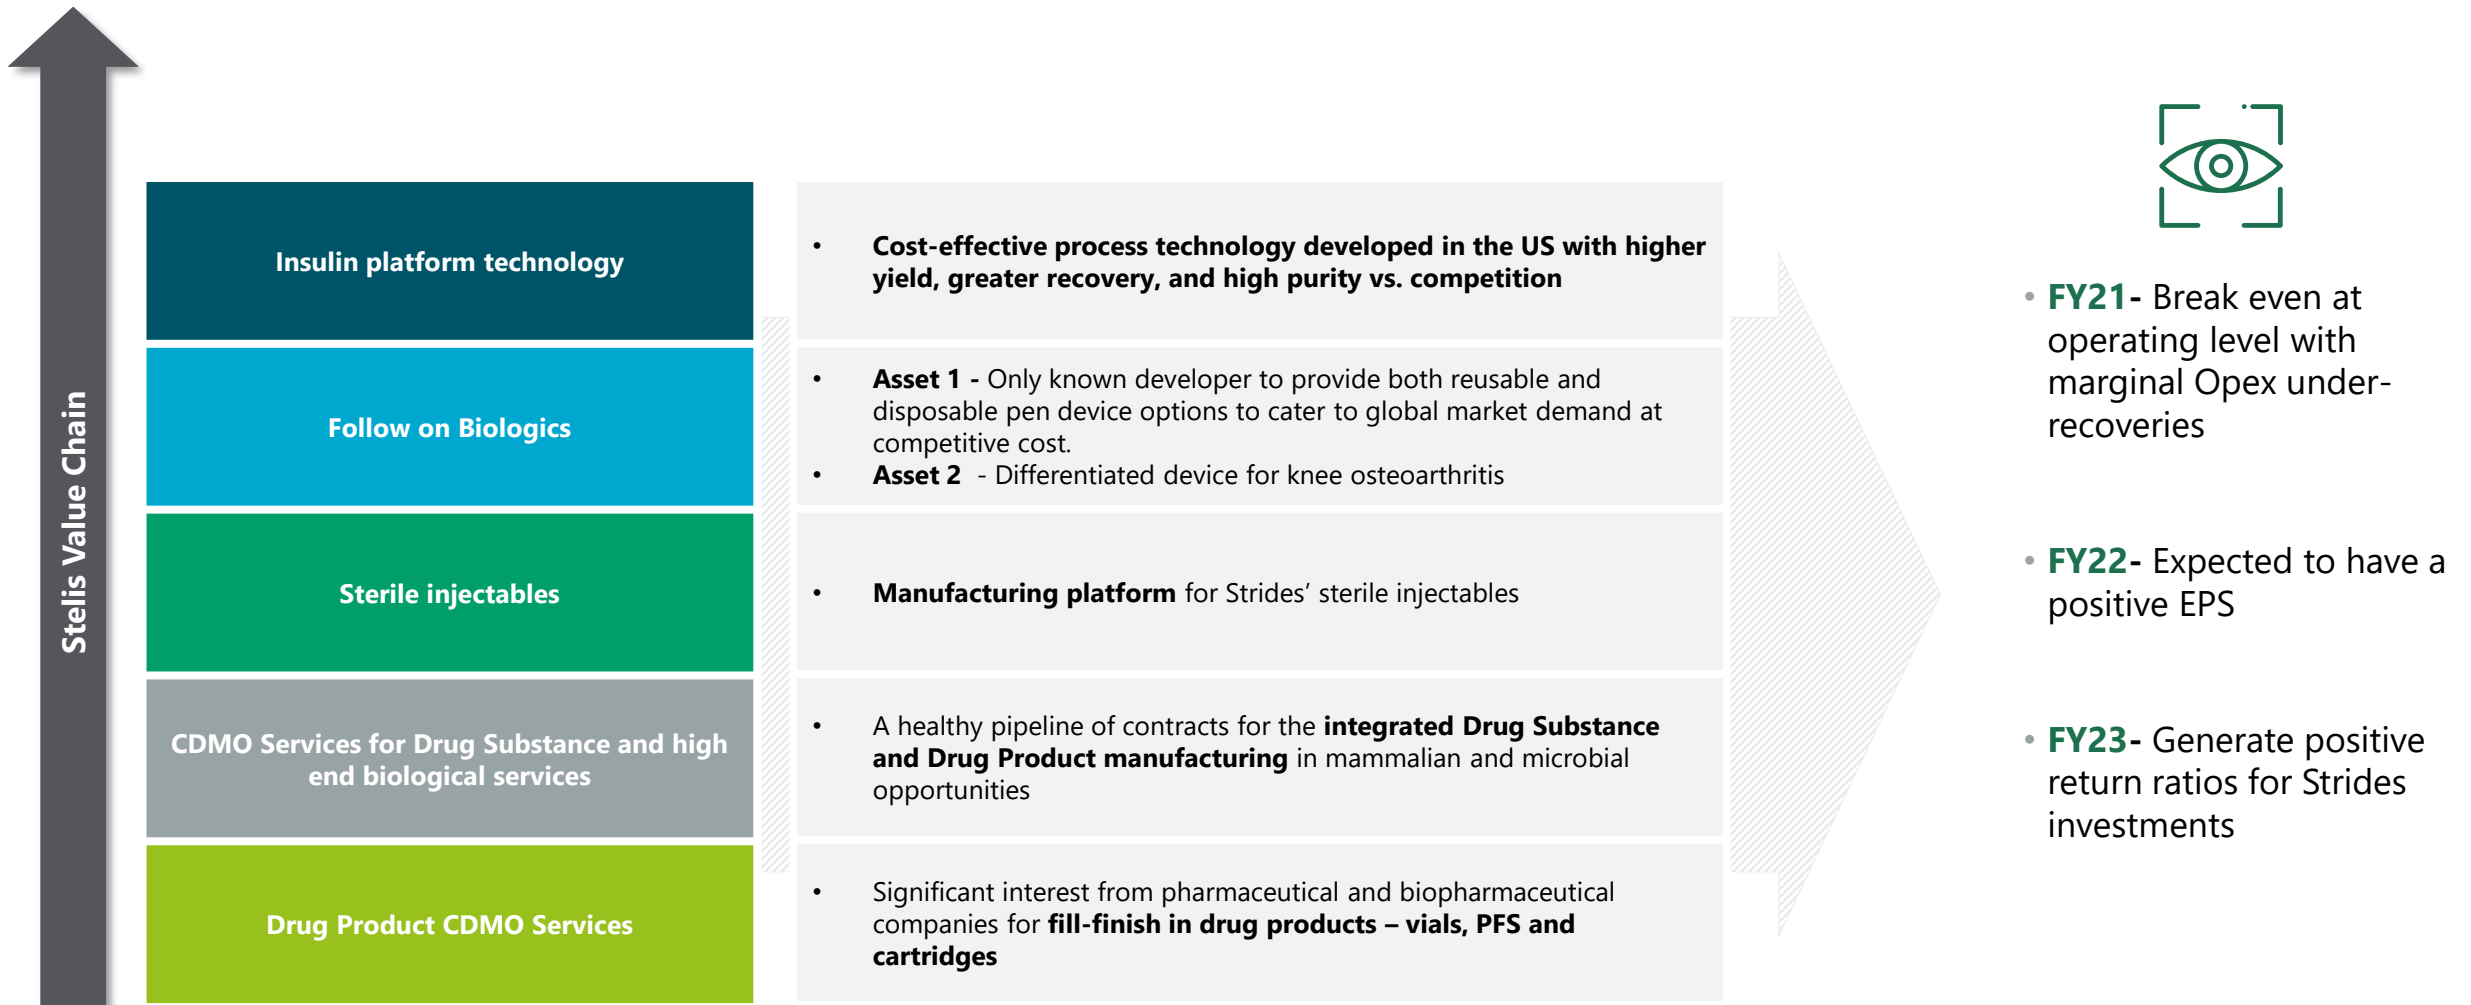 Stelis Value Chain
Insulin platform technology
• Cost-effective process technology developed in the US with higher
yield, greater recovery, and high purity vs. competition
Follow on Biologics
• Asset 1 - Only known developer to provide both reusable and
disposable pen device options to cater to global market demand at
competitive cost.
• Asset 2 - Differentiated device for knee osteoarthritis
Sterile injectables
• Manufacturing platform for Strides’ sterile injectables
CDMO Services for Drug Substance and high
end biological services
• A healthy pipeline of contracts for the integrated Drug Substance
and Drug Product manufacturing in mammalian and microbial
opportunities
Drug Product CDMO Services
• Significant interest from pharmaceutical and biopharmaceutical
companies for fill-finish in drug products – vials, PFS and
cartridges
• FY21- Break even at
operating level with
marginal Opex under-
recoveries
• FY22- Expected to have a
positive EPS
• FY23- Generate positive
return ratios for Strides
investments